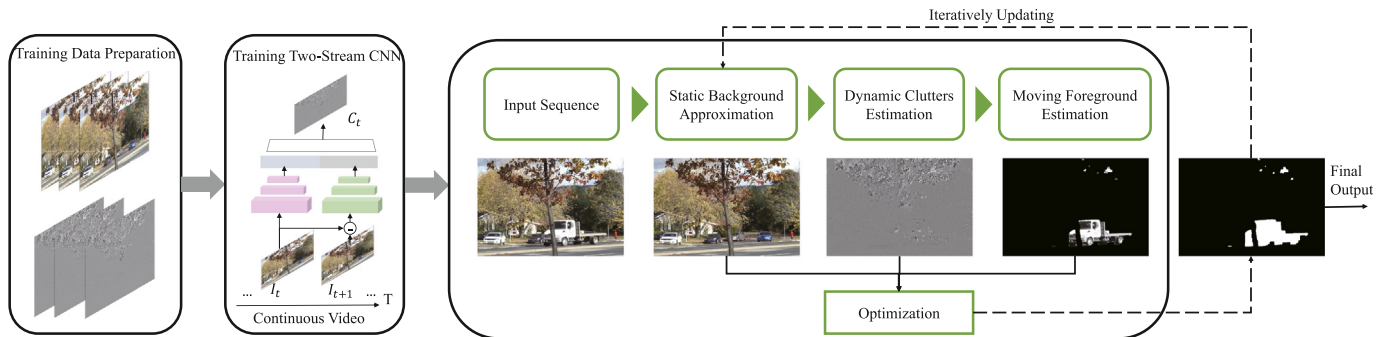 Iteratively Updating
Training Data Preparation
Training Two-Stream CNN
C_t
I_t
I_{t+1}
... ...
T
Continuous Video
Input Sequence
Static Background
Approximation
Dynamic Clutters
Estimation
Moving Foreground
Estimation
Optimization
Final
Output